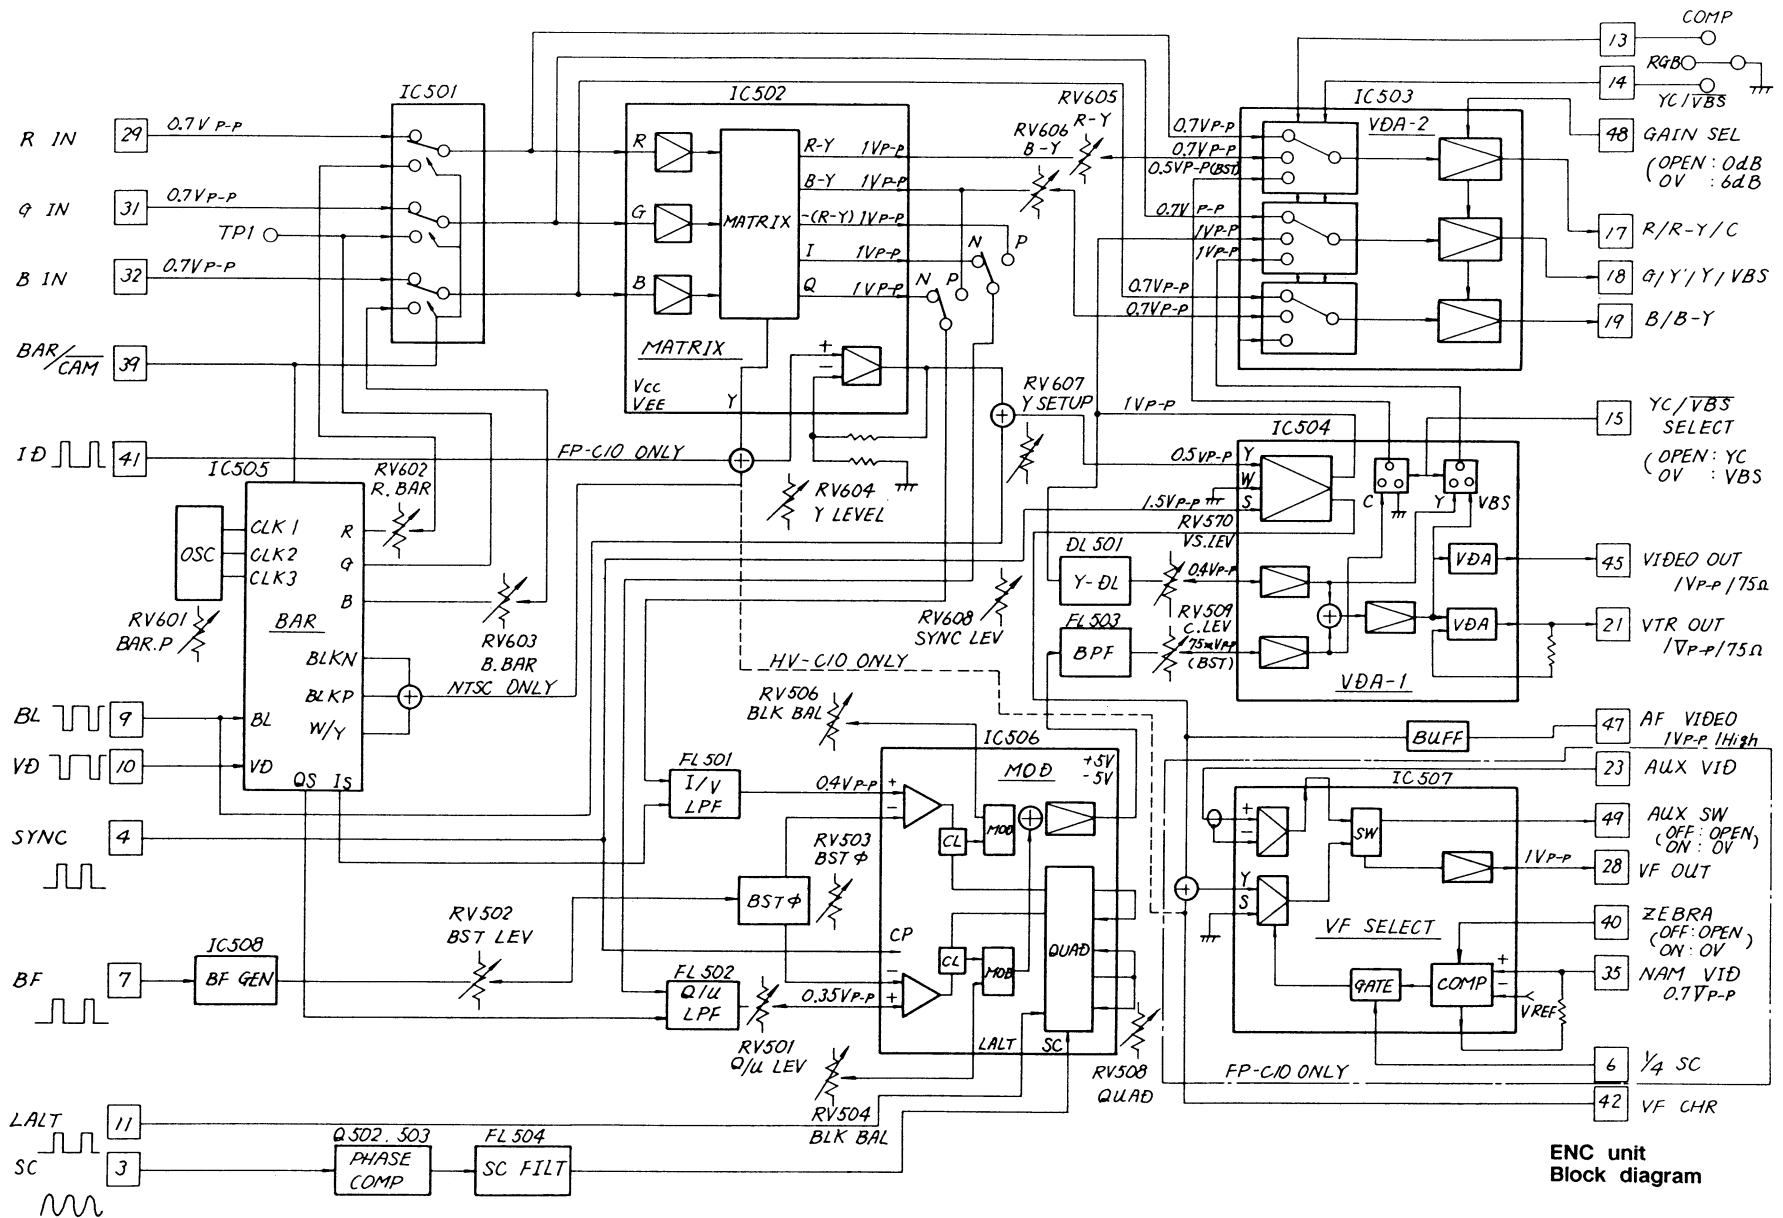 COMP
13
RGB
14
YC/VBS
IC501
IC502
RV605
R-Y
RV606
B-Y
IC503
VDA-2
R IN
29
0.7VP-P
R
R-Y
1VP-P
0.7VP-P
0.7VP-P
0.5VP-P(BST)
48
GAIN SEL
(OPEN : 0dB
0V : 6dB
B-Y
1VP-P
G IN
31
0.7VP-P
G
MATRIX
-(R-Y)
1VP-P
0.7VP-P
1VP-P
1VP-P
17
R/R-Y/C
TP1
I
1VP-P
N
P
B IN
32
0.7VP-P
B
Q
1VP-P
N
P
0.7VP-P
0.7VP-P
18
G/Y/Y/VBS
19
B/B-Y
BAR/CAM
39
MATRIX
+
-
VCC
VEE
Y
RV607
Y SETUP
1VP-P
15
YC/VBS
SELECT
(OPEN : YC
0V : VBS
ID
41
FP-C10 ONLY
IC504
0.5VP-P
Y
W
1.5VP-P
S
C
Y
VBS
IC505
RV602
R. BAR
RV604
Y LEVEL
OSC
CLK1
CLK2
CLK3
R
G
B
BAR
RV601
BAR.P
RV603
B.BAR
RV570
VS.LEV
DL501
Y-DL
0.4VP-P
VDA
45
VIDEO OUT
1VP-P/75Ω
RV608
SYNC LEV
RV509
C.LEV
FL503
BPF
75mVP-P
(BST)
VDA
21
VTR OUT
1VP-P/75Ω
VDA-1
BLKN
BLKP
W/Y
NTSC ONLY
HV-C10 ONLY
RV506
BLK BAL
BL
9
BL
VD
10
VD
QS
IS
FL501
I/V
LPF
0.4VP-P
IC506
MOD
+5V
-5V
+
-
CL
MOD
BUFF
47
AF VIDEO
1VP-P 1High
23
AUX VID
IC507
+
-
SW
49
AUX SW
(OFF : OPEN)
ON : 0V
28
VF OUT
1VP-P
SYNC
4
RV503
BST Φ
BST Φ
Y
S
VF SELECT
40
ZEBRA
(OFF : OPEN)
ON : 0V
RV502
BST LEV
CP
-
+
CL
MOD
QUAD
BF
7
IC508
BF GEN
FL502
Q/U
LPF
0.35VP-P
RV501
Q/U LEV
GATE
COMP
+
-
VREF
35
NAM VID
0.7VP-P
LALT
SC
RV508
QUAD
FP-C10 ONLY
6
1/4 SC
42
VF CHR
RV504
BLK BAL
LALT
11
SC
3
Q502.503
PHASE
COMP
FL504
SC FILT
ENC unit
Block diagram